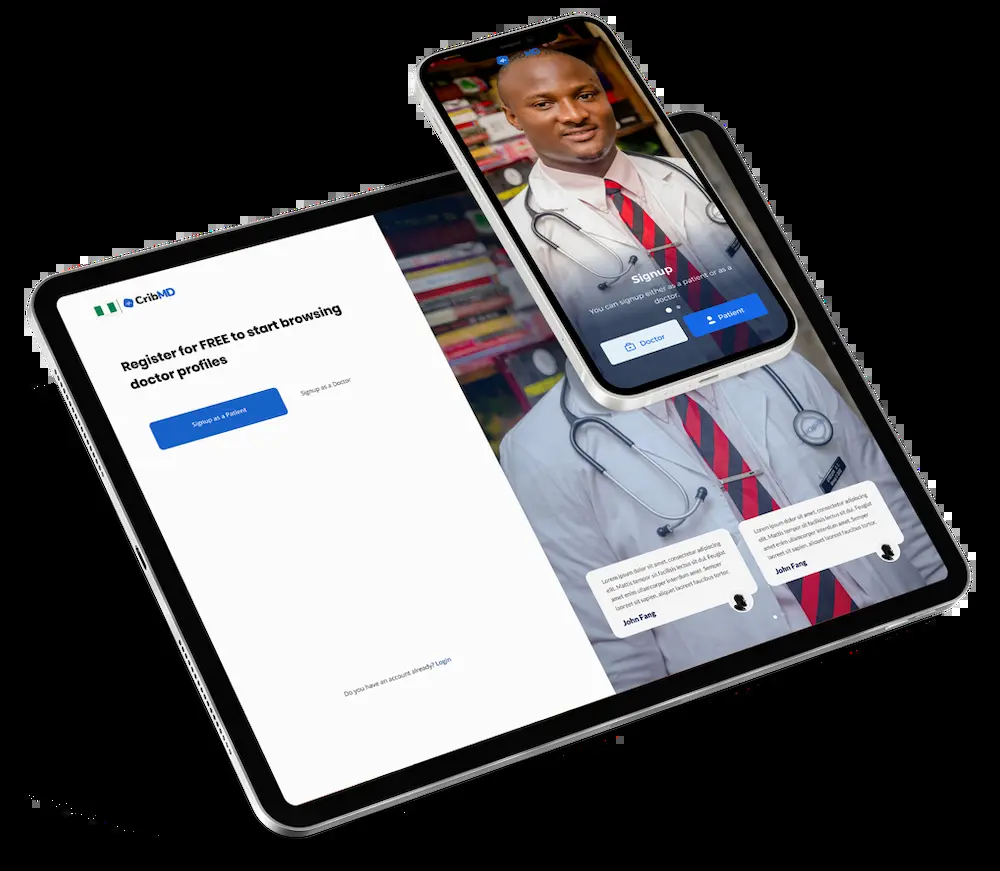 CribMD
Register for FREE to start browsing
doctor profiles
Signup as a Patient
Signup as a Doctor
Do you have an account already? Login
MD
Signup
You can signup either as a patient or as a
doctor.
Doctor
Patient
Lorem ipsum dolor sit amet, consectetur adipiscing
elit. Mattis tempor sit facilisis lectus sit dui. Feugiat
amet enim ullamcorper interdum amet. Semper
laoreet sit sapien, aliquet laoreet faucibus tortor.
John Fang
Lorem ipsum dolor sit amet, consectetur adipiscing
elit. Mattis tempor sit facilisis lectus sit dui. Feugiat
amet enim ullamcorper interdum amet. Semper
laoreet sit sapien, aliquet laoreet faucibus tortor.
John Fang